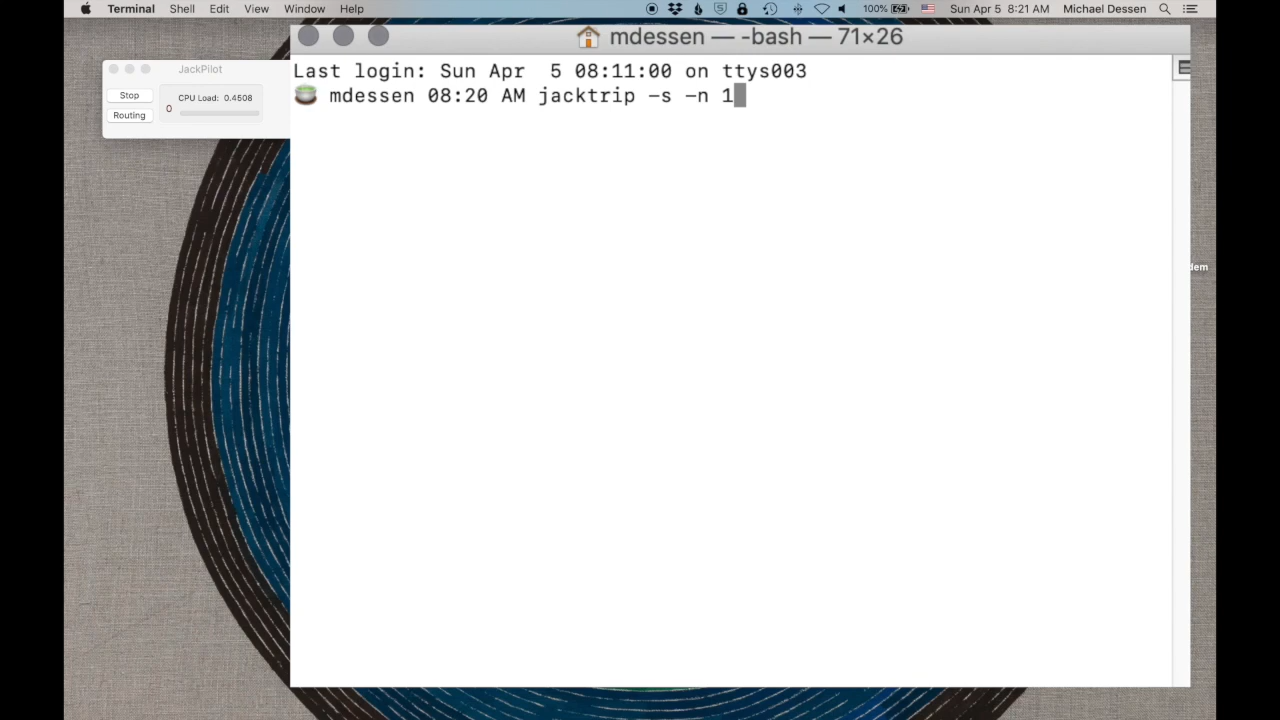 Terminal Shell Edit View Window Help 100% Sun Apr 5 8:21 AM Michael Dessen
mdessen — -bash — 71×26
JackPilot
Stop
CPU Load: 0.4508
0
Routing
Last login: Sun Apr  5 08:11:00 on ttys003
mdessen 08:20 AM jacktrip -s -n 1